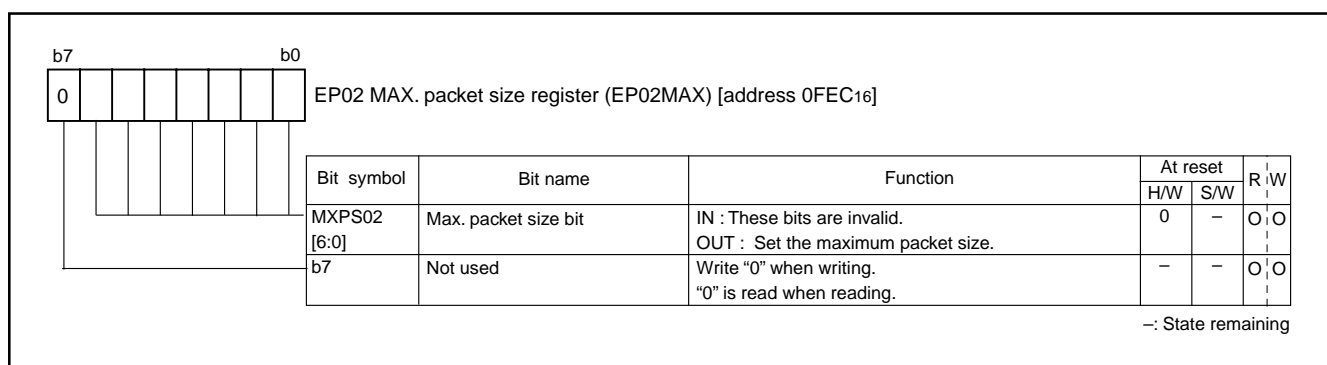 b7 b0
0 EP02 MAX. packet size register (EP02MAX) [address 0FEC16]
Bit symbol Bit name Function At reset R W
H/W S/W
MXPS02 Max. packet size bit IN : These bits are invalid. 0 – O O
[6:0] OUT : Set the maximum packet size.
b7 Not used Write “0” when writing. – – O O
“0” is read when reading.
–: State remaining